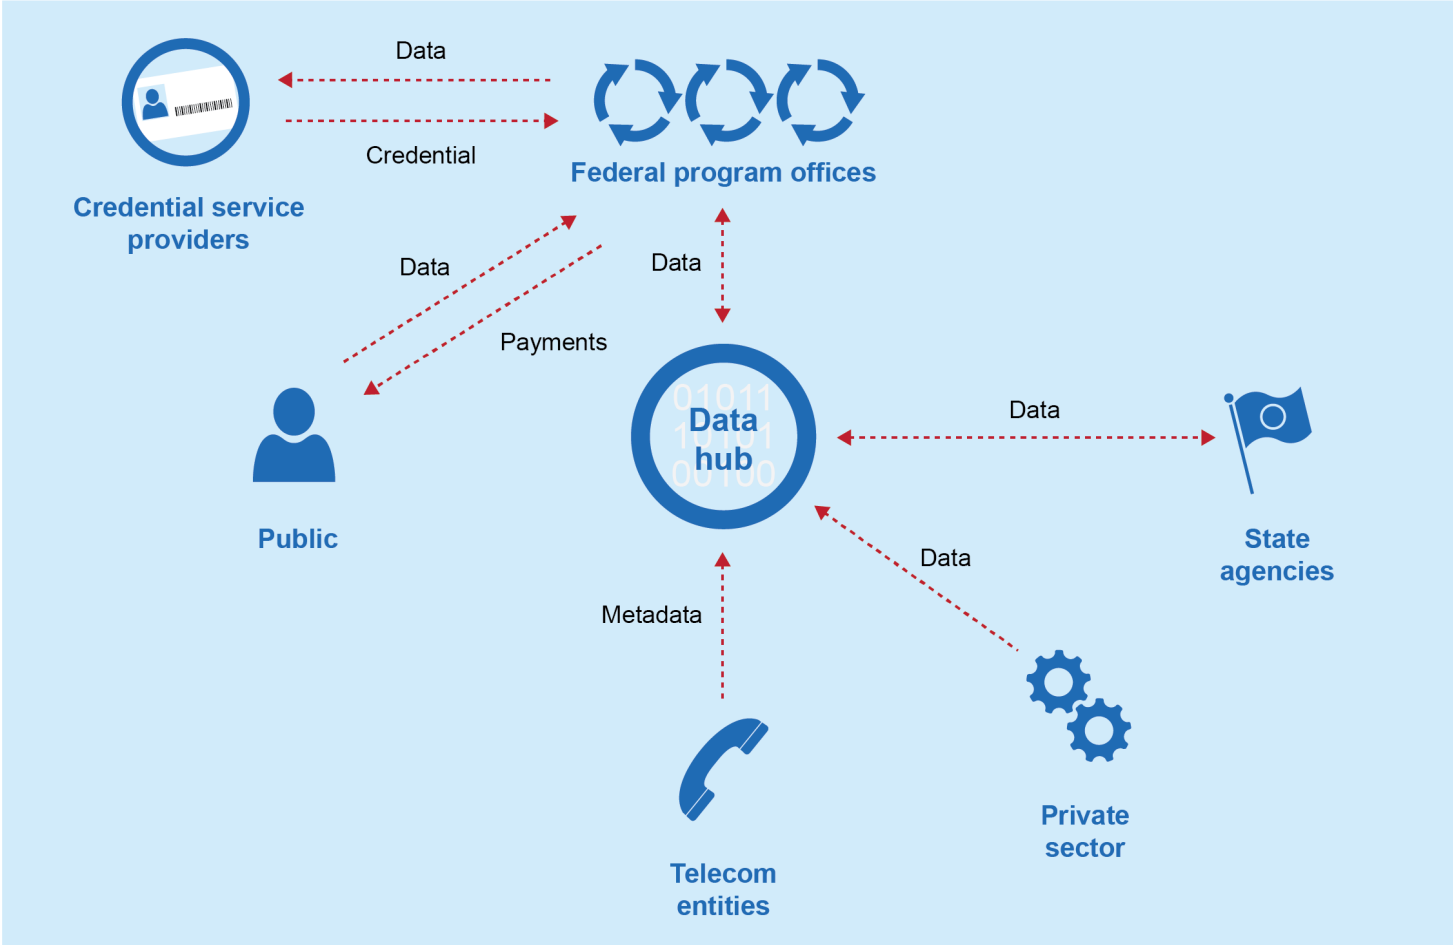 Data
Credential
Federal program offices
Credential service
providers
Data
Data
Payments
01011
10101
00100
Data
hub
Data
Public
State
agencies
Data
Metadata
Private
sector
Telecom
entities